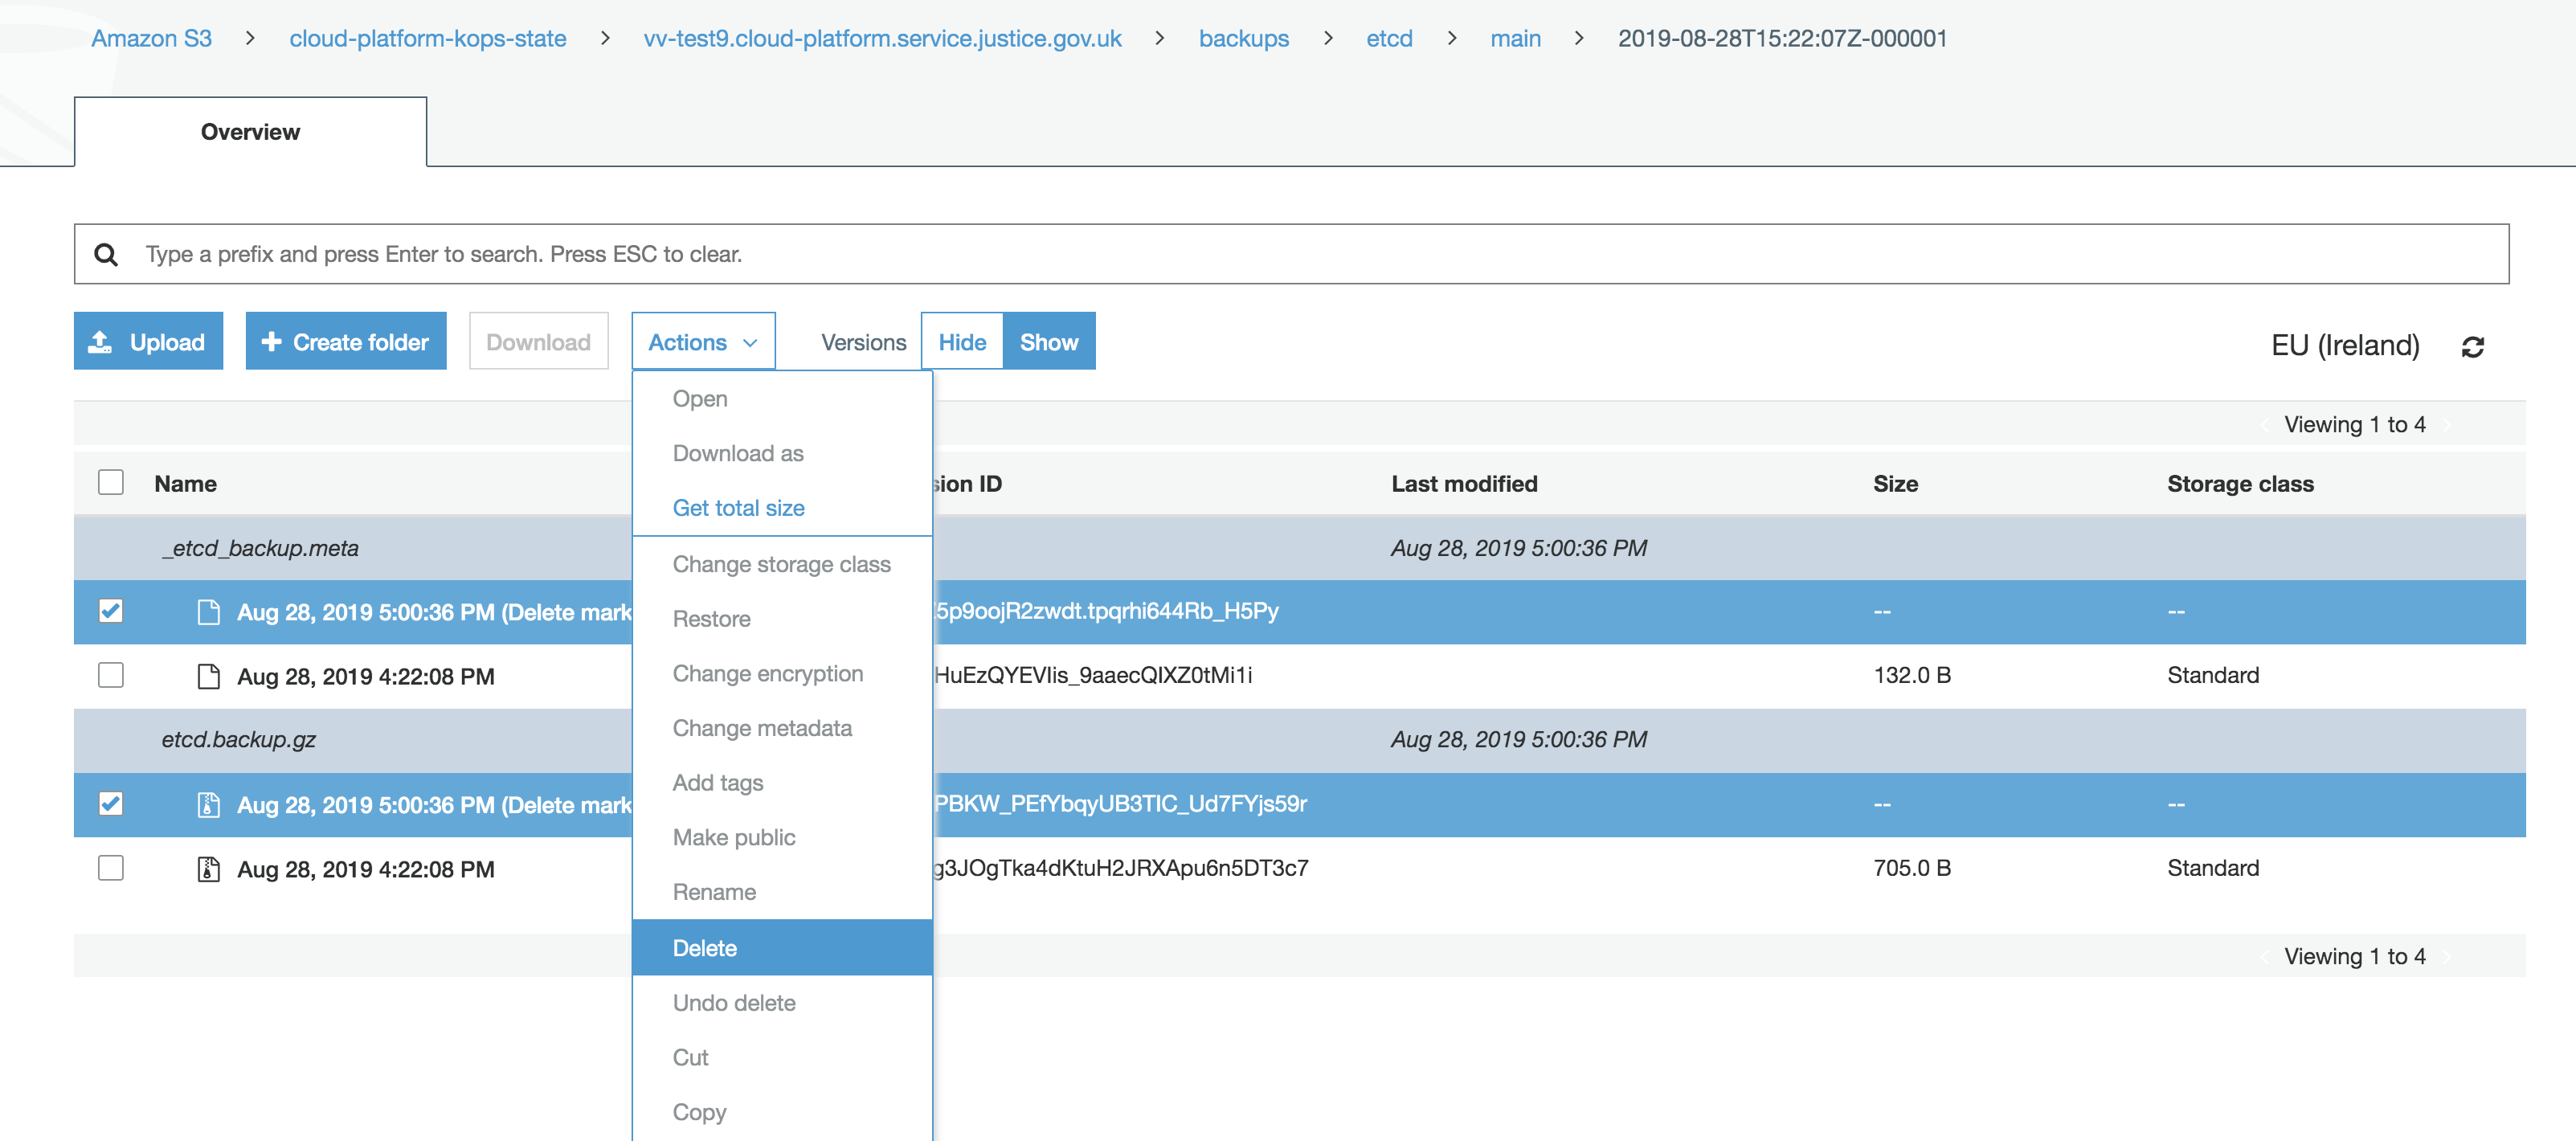 Amazon S3 > cloud-platform-kops-state > vv-test9.cloud-platform.service.justice.gov.uk > backups > etcd > main > 2019-08-28T15:22:07Z-000001
Overview
Type a prefix and press Enter to search. Press ESC to clear.
Upload + Create folder Download Actions Versions Hide Show EU (Ireland)
Open
Viewing 1 to 4
Download as
Name sion ID Last modified Size Storage class
Get total size
_etcd_backup.meta Aug 28, 2019 5:00:36 PM
Change storage class
Aug 28, 2019 5:00:36 PM (Delete mark 5p9oojR2zwdt.tpqrhi644Rb_H5Py -- --
Restore
Aug 28, 2019 4:22:08 PM 132.0 B Standard
Change encryption
etcd.backup.gz Aug 28, 2019 5:00:36 PM
Change metadata
Add tags
Aug 28, 2019 5:00:36 PM (Delete mark -- --
Make public
Aug 28, 2019 4:22:08 PM g3JOgTka4dKtuH2JRXApu6n5DT3c7 705.0 B Standard
Rename
Delete
Viewing 1 to 4
Undo delete
Cut
Copy